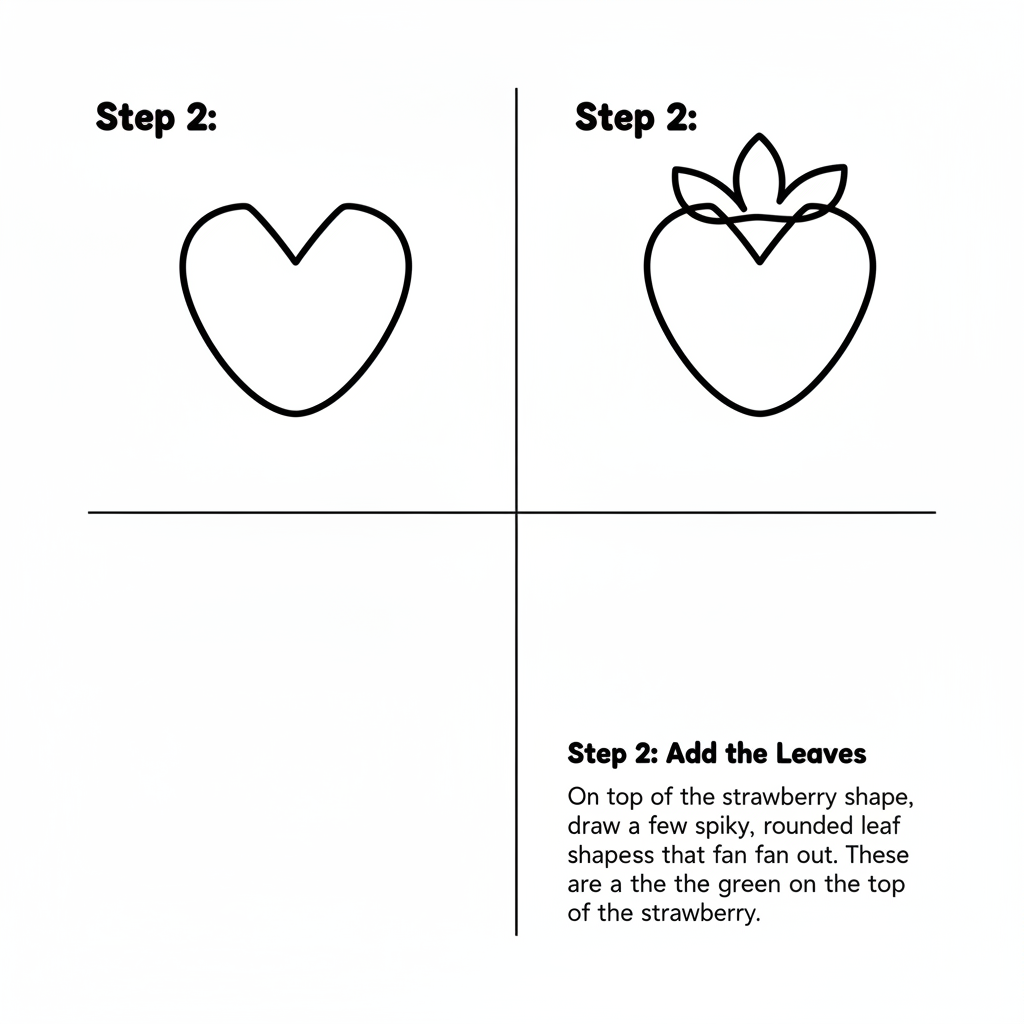 Step 2:
Step 2:
Step 2: Add the Leaves
On top of the strawberry shape,
draw a few spiky, rounded leaf
shapess that fan fan out. These
are a the the green on the top
of the strawberry.